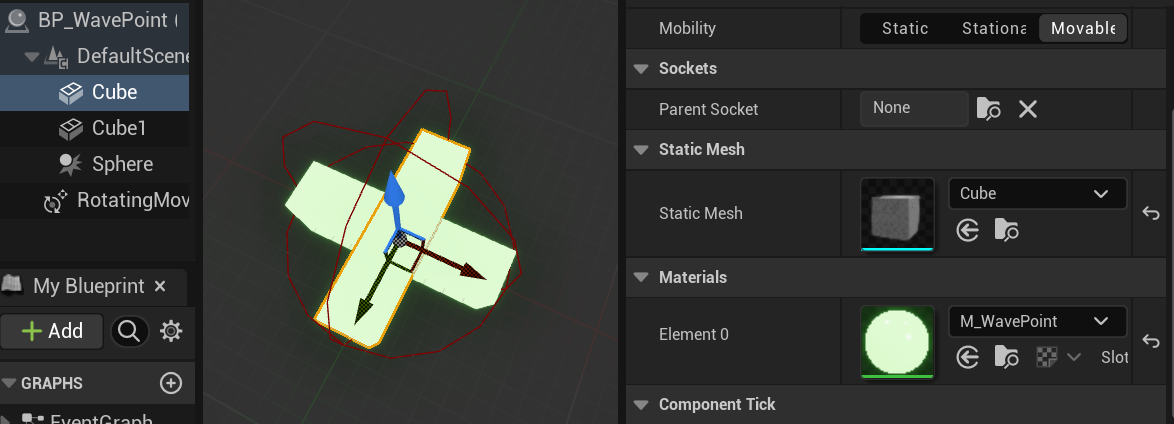 BP_WavePoint (
DefaultScene
Cube
Cube1
Sphere
RotatingMov
My Blueprint
Add
GRAPHS
EventGraph
Mobility
Static Stationa Movable
Sockets
Parent Socket
None
Static Mesh
Static Mesh
Cube
Materials
Element 0
M_WavePoint
Slot
Component Tick